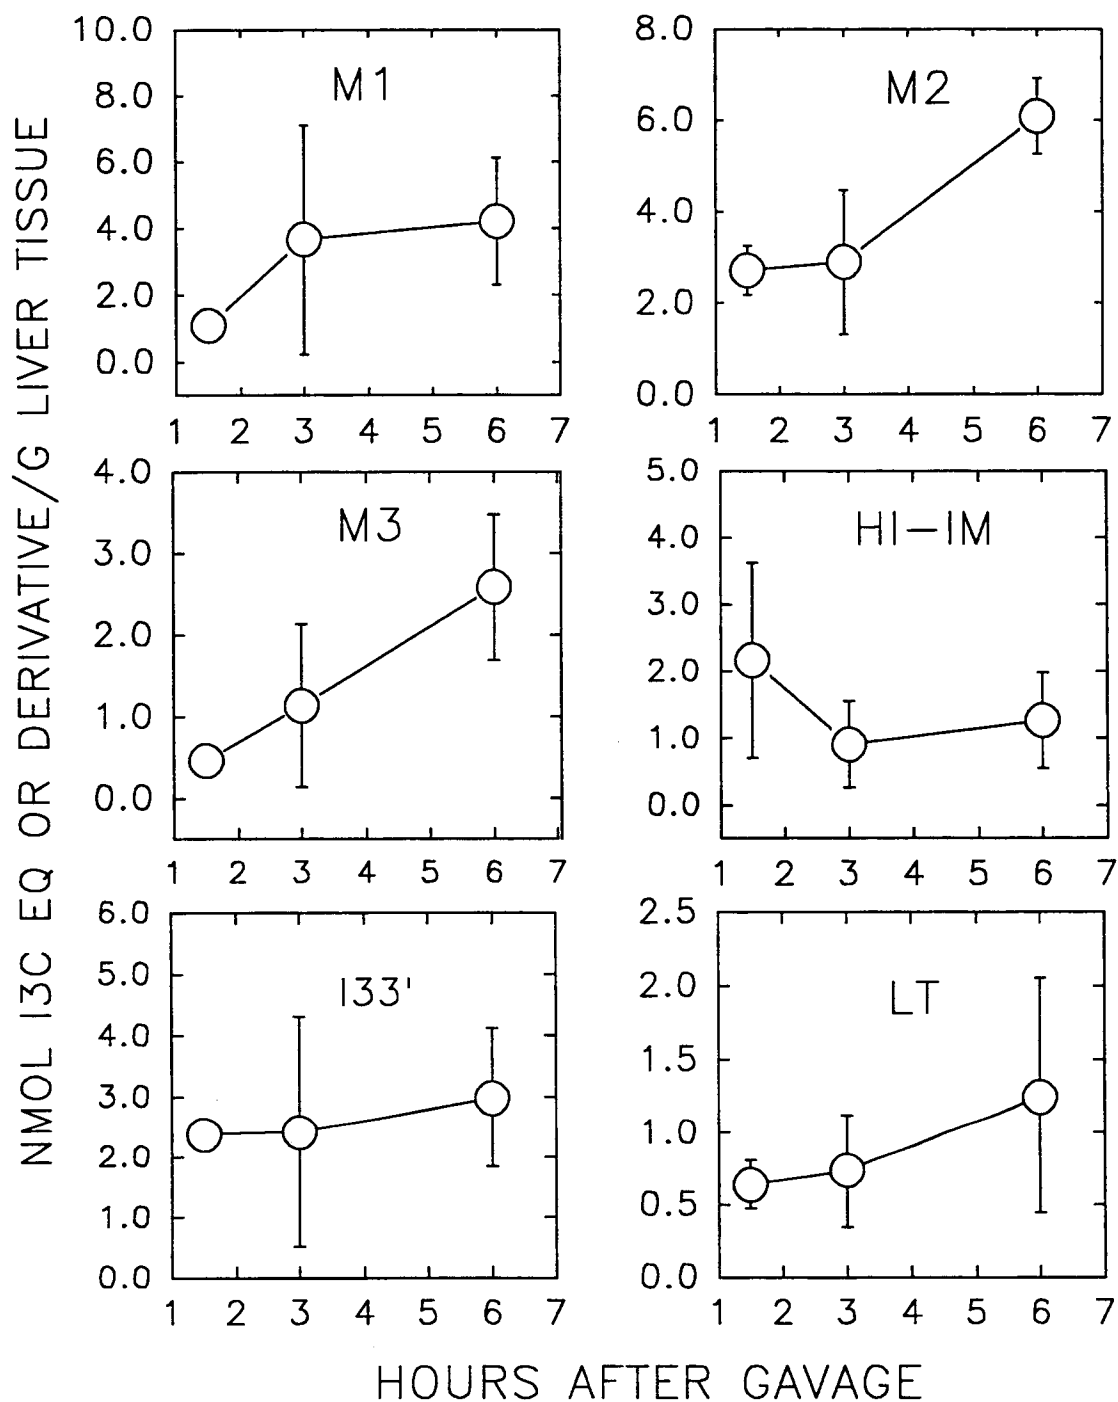 NMOL I3C EQ OR DERIVATIVE/G LIVER TISSUE
10.0
8.0
6.0
4.0
2.0
0.0
M1
1 2 3 4 5 6 7
8.0
6.0
4.0
2.0
0.0
M2
1 2 3 4 5 6 7
4.0
3.0
2.0
1.0
0.0
M3
1 2 3 4 5 6 7
5.0
4.0
3.0
2.0
1.0
0.0
HI-IM
1 2 3 4 5 6 7
6.0
5.0
4.0
3.0
2.0
1.0
0.0
I33'
1 2 3 4 5 6 7
2.5
2.0
1.5
1.0
0.5
0.0
LT
1 2 3 4 5 6 7
HOURS AFTER GAVAGE